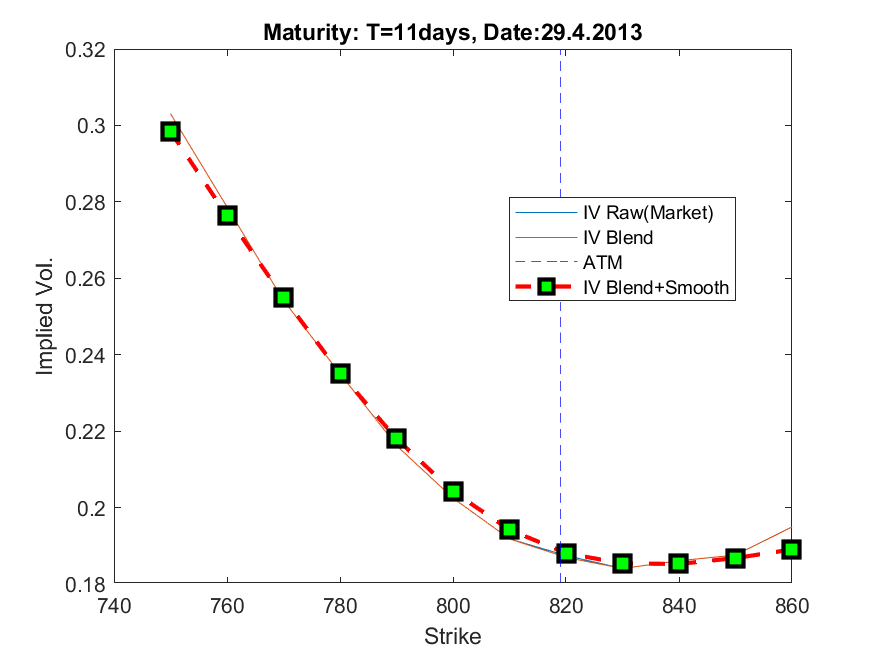 Maturity: T=11days, Date:29.4.2013
0.32
0.3
0.28
0.26
0.24
0.22
0.2
0.18
Implied Vol.
IV Raw(Market)
IV Blend
ATM
IV Blend+Smooth
740 760 780 800 820 840 860
Strike